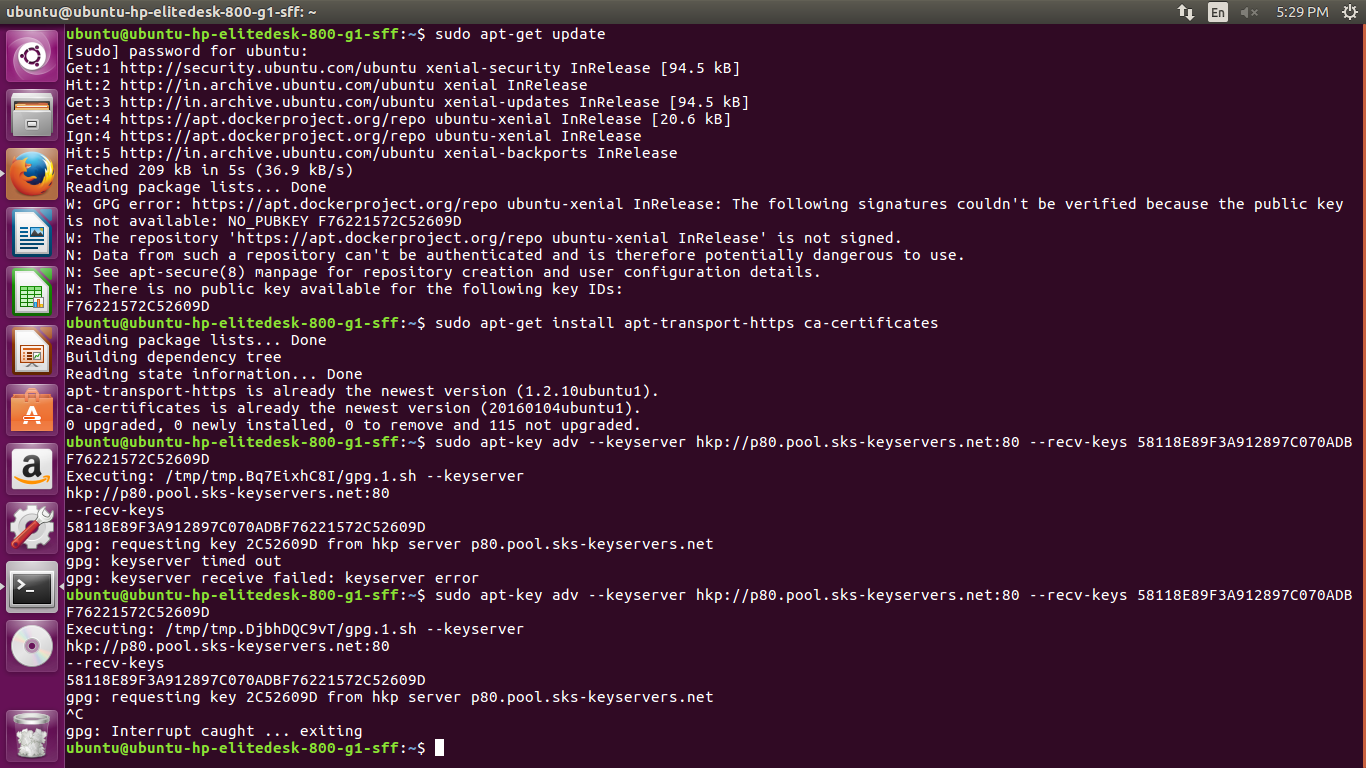 ubuntu@ubuntu-hp-elitedesk-800-g1-sff: ~
En
5:29 PM
ubuntu@ubuntu-hp-elitedesk-800-g1-sff:~$ sudo apt-get update
[sudo] password for ubuntu:
Get:1 http://security.ubuntu.com/ubuntu xenial-security InRelease [94.5 kB]
Hit:2 http://in.archive.ubuntu.com/ubuntu xenial InRelease
Get:3 http://in.archive.ubuntu.com/ubuntu xenial-updates InRelease [94.5 kB]
Get:4 https://apt.dockerproject.org/repo ubuntu-xenial InRelease [20.6 kB]
Ign:4 https://apt.dockerproject.org/repo ubuntu-xenial InRelease
Hit:5 http://in.archive.ubuntu.com/ubuntu xenial-backports InRelease
Fetched 209 kB in 5s (36.9 kB/s)
Reading package lists... Done
W: GPG error: https://apt.dockerproject.org/repo ubuntu-xenial InRelease: The following signatures couldn't be verified because the public key
is not available: NO_PUBKEY F76221572C52609D
W: The repository 'https://apt.dockerproject.org/repo ubuntu-xenial InRelease' is not signed.
N: Data from such a repository can't be authenticated and is therefore potentially dangerous to use.
N: See apt-secure(8) manpage for repository creation and user configuration details.
W: There is no public key available for the following key IDs:
F76221572C52609D
ubuntu@ubuntu-hp-elitedesk-800-g1-sff:~$ sudo apt-get install apt-transport-https ca-certificates
Reading package lists... Done
Building dependency tree
Reading state information... Done
apt-transport-https is already the newest version (1.2.10ubuntu1).
ca-certificates is already the newest version (20160104ubuntu1).
0 upgraded, 0 newly installed, 0 to remove and 115 not upgraded.
ubuntu@ubuntu-hp-elitedesk-800-g1-sff:~$ sudo apt-key adv --keyserver hkp://p80.pool.sks-keyservers.net:80 --recv-keys 58118E89F3A912897C070ADB
F76221572C52609D
Executing: /tmp/tmp.Bq7EixhC8I/gpg.1.sh --keyserver
hkp://p80.pool.sks-keyservers.net:80
--recv-keys
58118E89F3A912897C070ADBF76221572C52609D
gpg: requesting key 2C52609D from hkp server p80.pool.sks-keyservers.net
gpg: keyserver timed out
gpg: keyserver receive failed: keyserver error
ubuntu@ubuntu-hp-elitedesk-800-g1-sff:~$ sudo apt-key adv --keyserver hkp://p80.pool.sks-keyservers.net:80 --recv-keys 58118E89F3A912897C070ADB
F76221572C52609D
Executing: /tmp/tmp.DjbhDQC9vT/gpg.1.sh --keyserver
hkp://p80.pool.sks-keyservers.net:80
--recv-keys
58118E89F3A912897C070ADBF76221572C52609D
gpg: requesting key 2C52609D from hkp server p80.pool.sks-keyservers.net
^C
gpg: Interrupt caught ... exiting
ubuntu@ubuntu-hp-elitedesk-800-g1-sff:~$